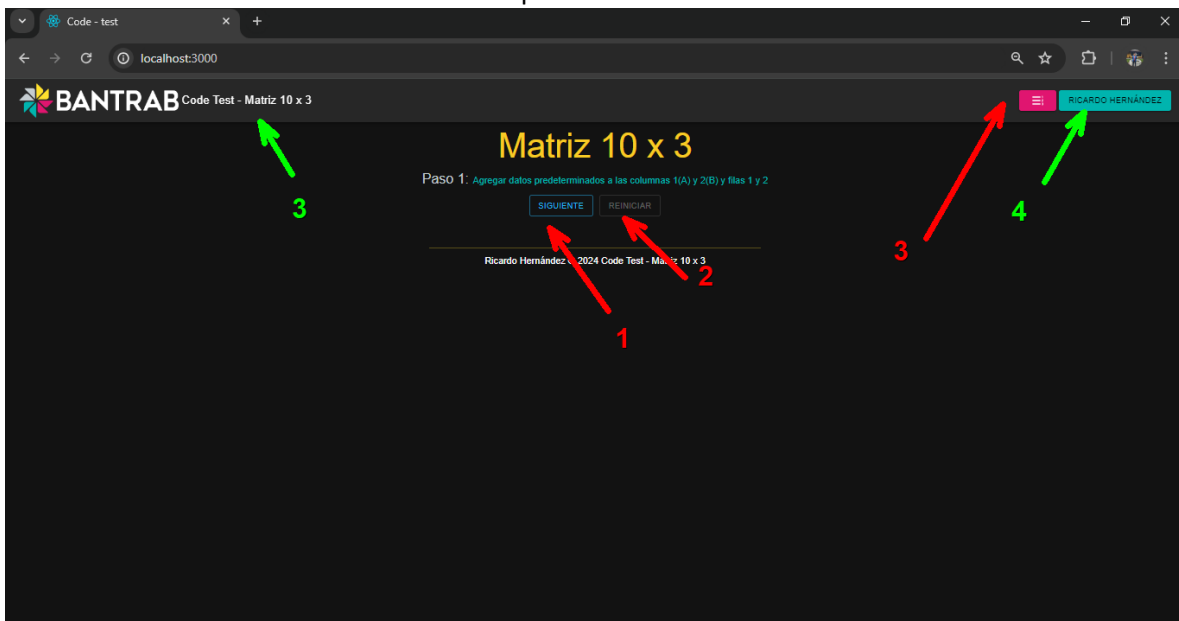 Code - test
localhost:3000
BANTRAB Code Test - Matriz 10 x 3
RICARDO HERNÁNDEZ
Matriz 10 x 3
Paso 1: Agregar datos predeterminados a las columnas 1(A) y 2(B) y filas 1 y 2
SIGUIENTE REINICIAR
3
4
3
Ricardo Hernández 2024 Code Test - Matriz 10 x 3
2
1